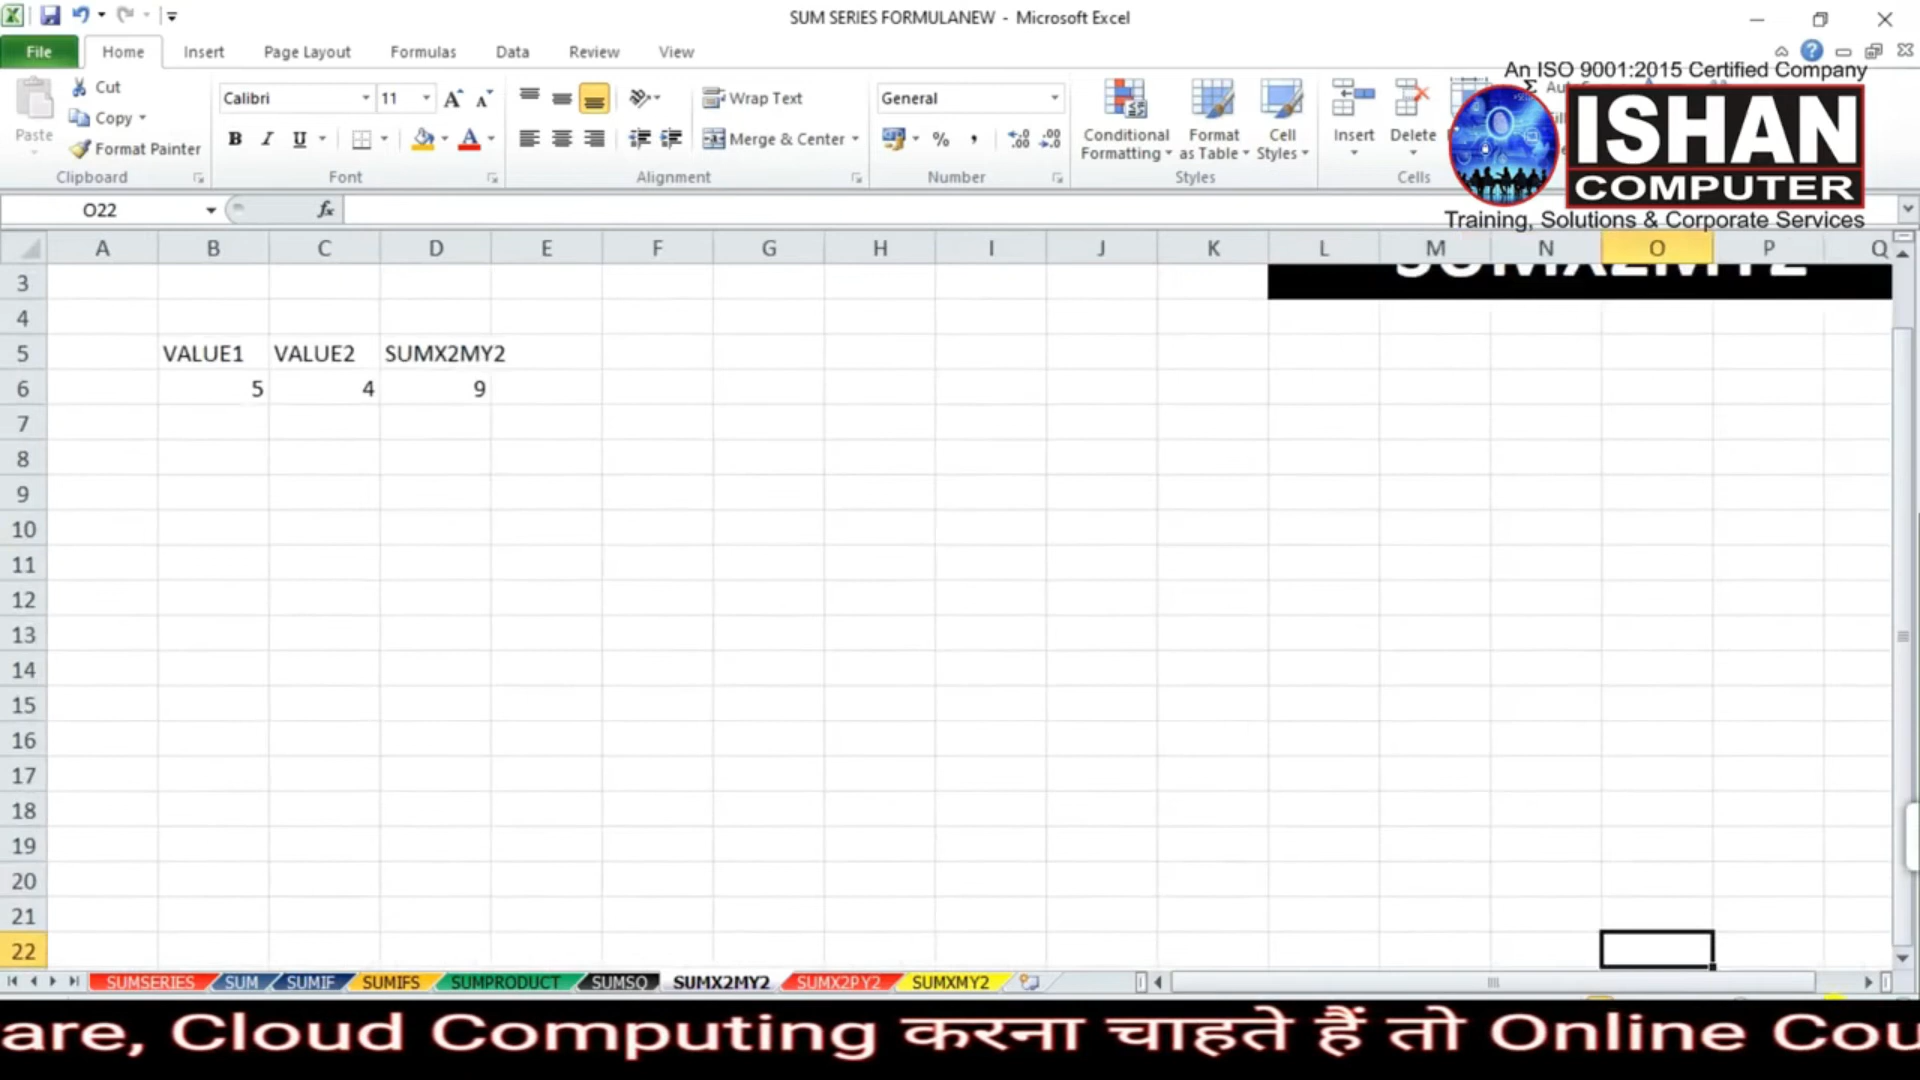 SUM SERIES FORMULANEW - Microsoft Excel
File Home Insert Page Layout Formulas Data Review View
An ISO 9001:2015 Certified Company
ISHAN
COMPUTER
Training, Solutions & Corporate Services
Cut
Copy
Format Painter
Paste
Clipboard
Calibri 11
B I U
Font
Wrap Text
Merge & Center
Alignment
General
% ,
Number
Conditional Formatting
Format as Table
Cell Styles
Styles
Insert Delete
Cells
O22 fx
A B C D E F G H I J K L M N O P Q
3
SUMX2MY2
4
5 VALUE1 VALUE2 SUMX2MY2
6 5 4 9
7
8
9
10
11
12
13
14
15
16
17
18
19
20
21
22
SUMSERIES SUM SUMIF SUMIFS SUMPRODUCT SUMSQ SUMX2MY2 SUMX2PY2 SUMXMY2
are, Cloud Computing करना चाहते हैं तो Online Cou